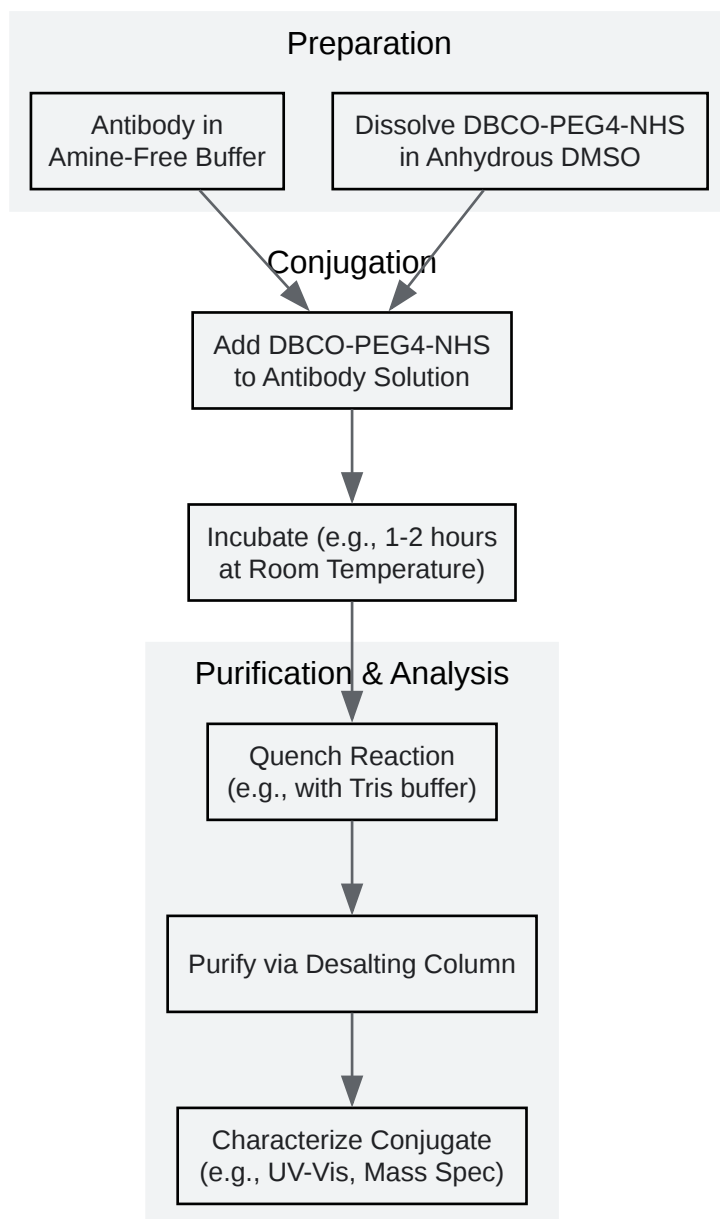 Preparation
Antibody in
Amine-Free Buffer
Dissolve DBCO-PEG4-NHS
in Anhydrous DMSO
Conjugation
Add DBCO-PEG4-NHS
to Antibody Solution
Incubate (e.g., 1-2 hours
at Room Temperature)
Purification & Analysis
Quench Reaction
(e.g., with Tris buffer)
Purify via Desalting Column
Characterize Conjugate
(e.g., UV-Vis, Mass Spec)